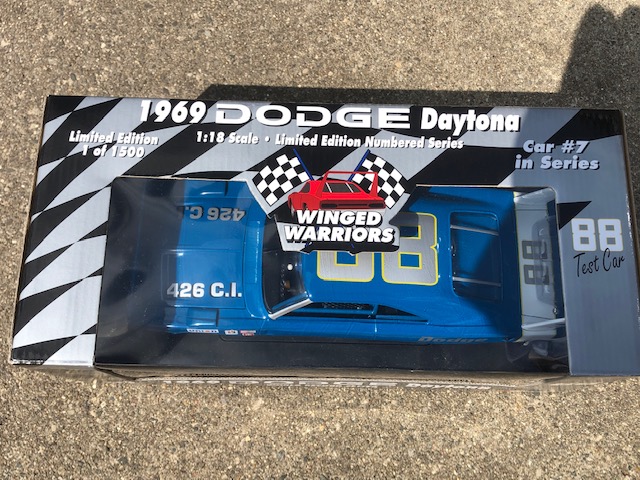 1969 DODGE Daytona
Limited Edition
1 of 1500
1:18 Scale • Limited Edition Numbered Series
Car #7
in Series
WINGED
WARRIORS
426 C.I.
426 C.I.
88
88
88
Test Car
Dodge